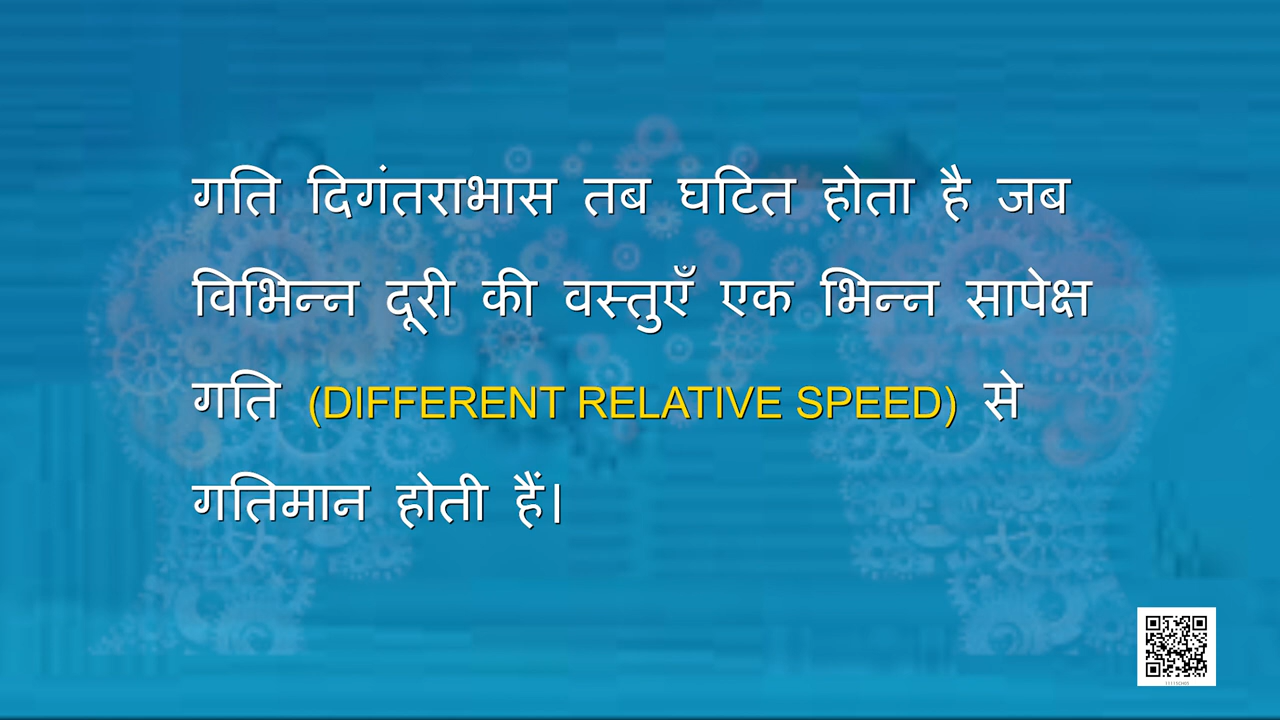 गति दिगंतराभास तब घटित होता है जब
विभिन्न दूरी की वस्तुएँ एक भिन्न सापेक्ष
गति (DIFFERENT RELATIVE SPEED) से
गतिमान होती हैं।